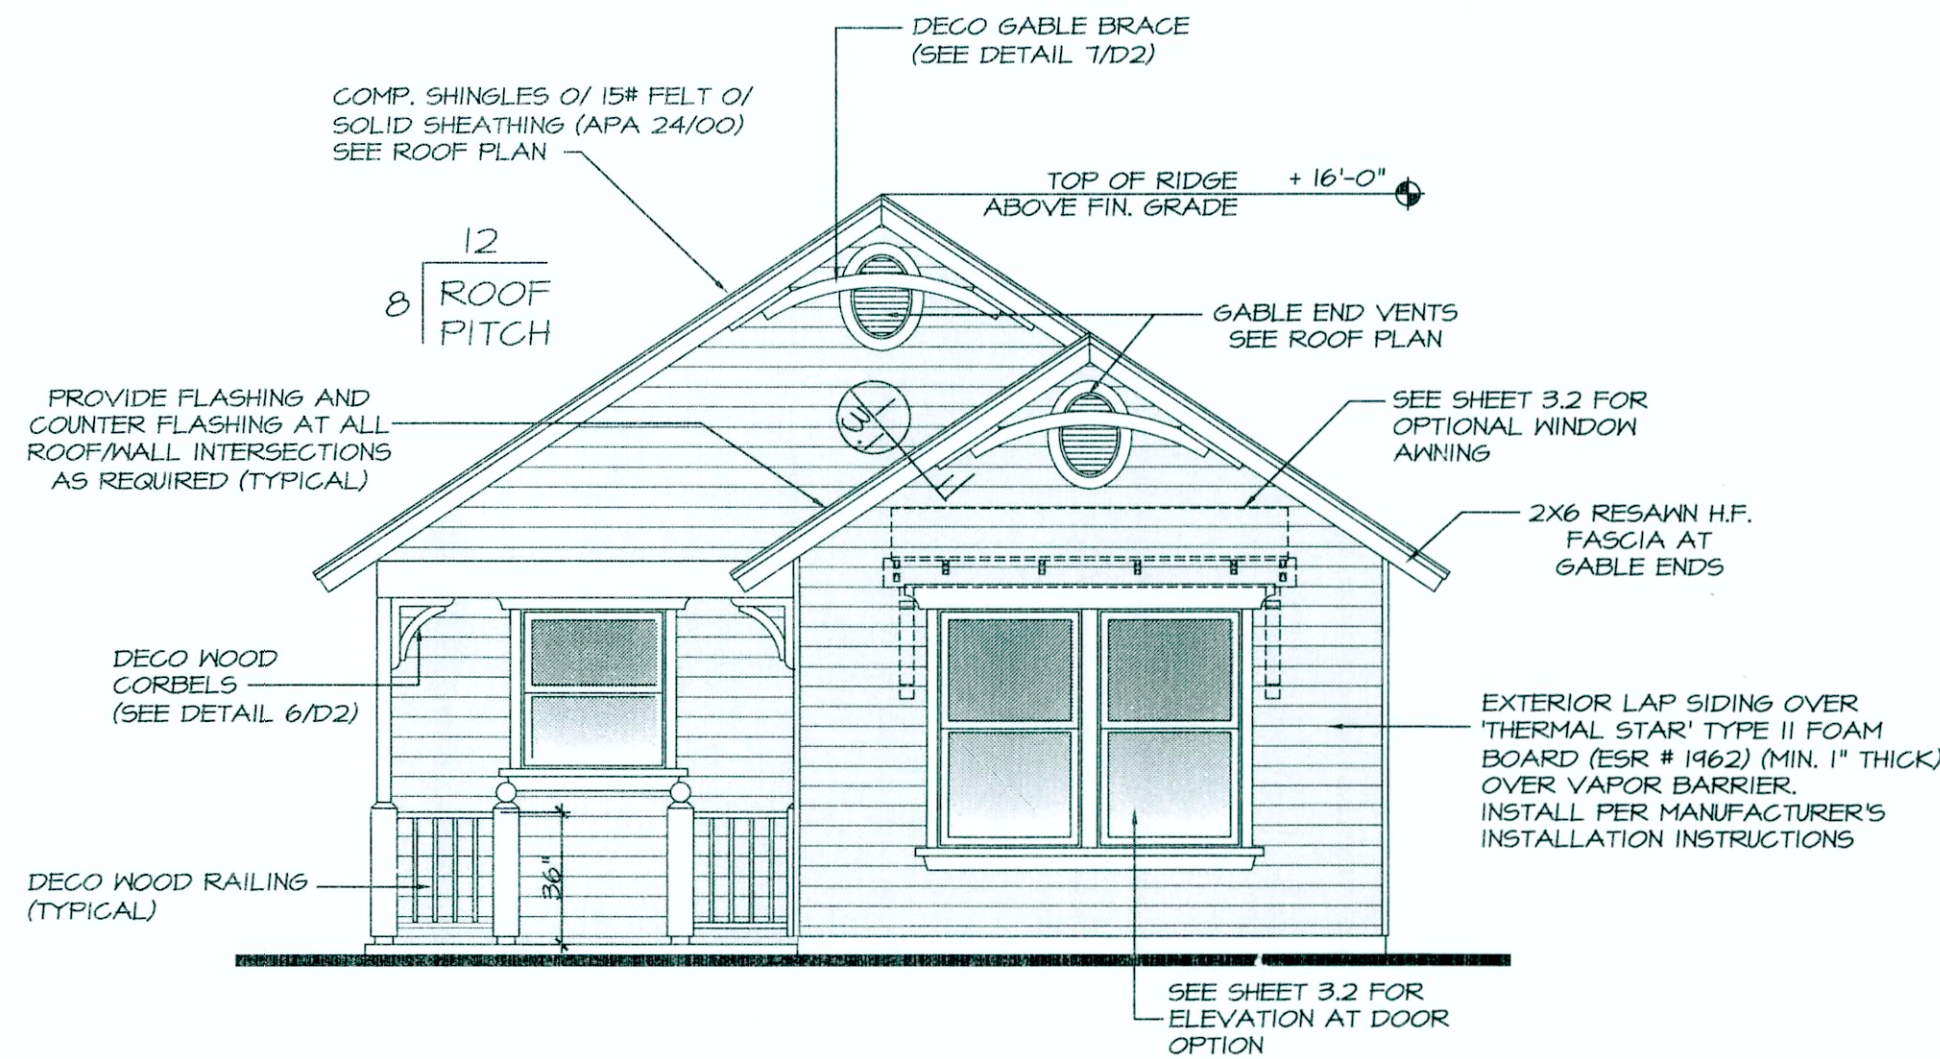 DECO GABLE BRACE
(SEE DETAIL 7/D2)
COMP. SHINGLES O/ 15# FELT O/
SOLID SHEATHING (APA 24/00)
SEE ROOF PLAN
TOP OF RIDGE + 16'-0"
ABOVE FIN. GRADE
12
8 ROOF
PITCH
GABLE END VENTS
SEE ROOF PLAN
PROVIDE FLASHING AND
COUNTER FLASHING AT ALL
ROOF/WALL INTERSECTIONS
AS REQUIRED (TYPICAL)
SEE SHEET 3.2 FOR
OPTIONAL WINDOW
AWNING
2X6 RESAWN H.F.
FASCIA AT
GABLE ENDS
DECO WOOD
CORBELS
(SEE DETAIL 6/D2)
EXTERIOR LAP SIDING OVER
'THERMAL STAR' TYPE II FOAM
BOARD (ESR # 1962) (MIN. 1" THICK)
OVER VAPOR BARRIER.
INSTALL PER MANUFACTURER'S
INSTALLATION INSTRUCTIONS
DECO WOOD RAILING
(TYPICAL)
36"
SEE SHEET 3.2 FOR
ELEVATION AT DOOR
OPTION